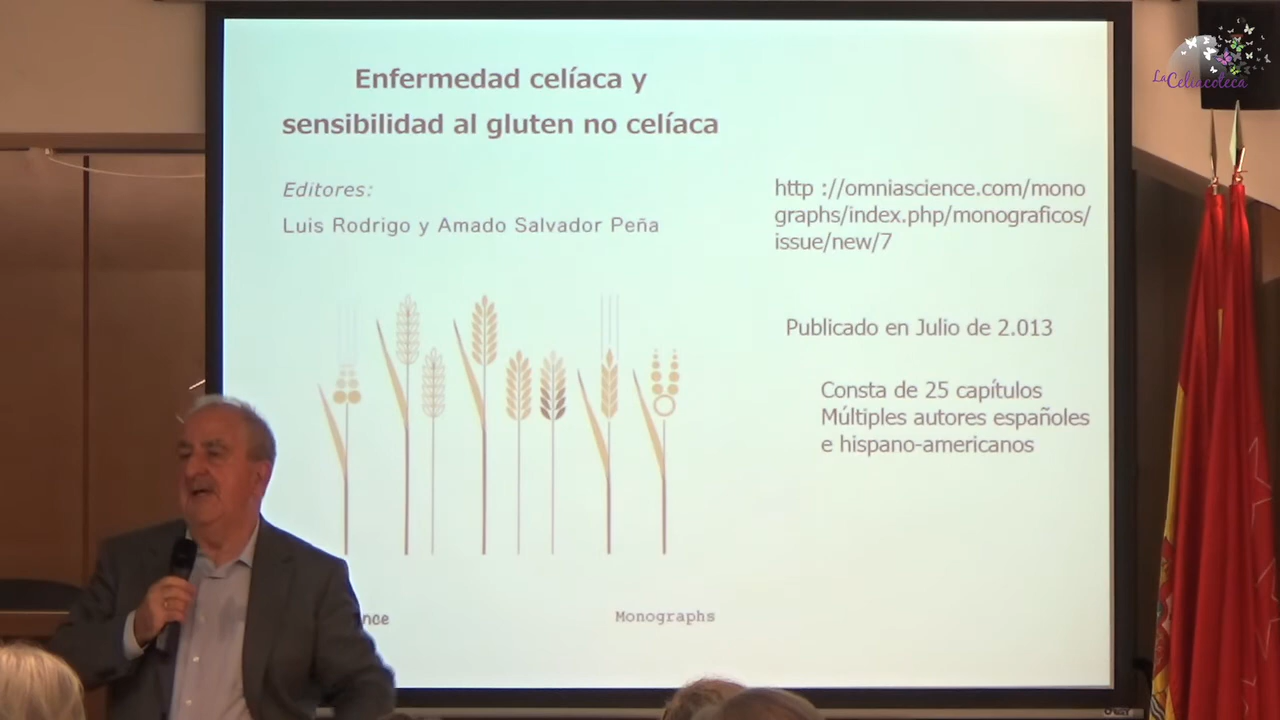 Enfermedad celíaca y
sensibilidad al gluten no celíaca
Editores:
Luis Rodrigo y Amado Salvador Peña
nce
Monographs
http ://omniascience.com/mono
graphs/index.php/monograficos/
issue/new/7
Publicado en Julio de 2.013
Consta de 25 capítulos
Múltiples autores españoles
e hispano-americanos
La
Celiacoteca